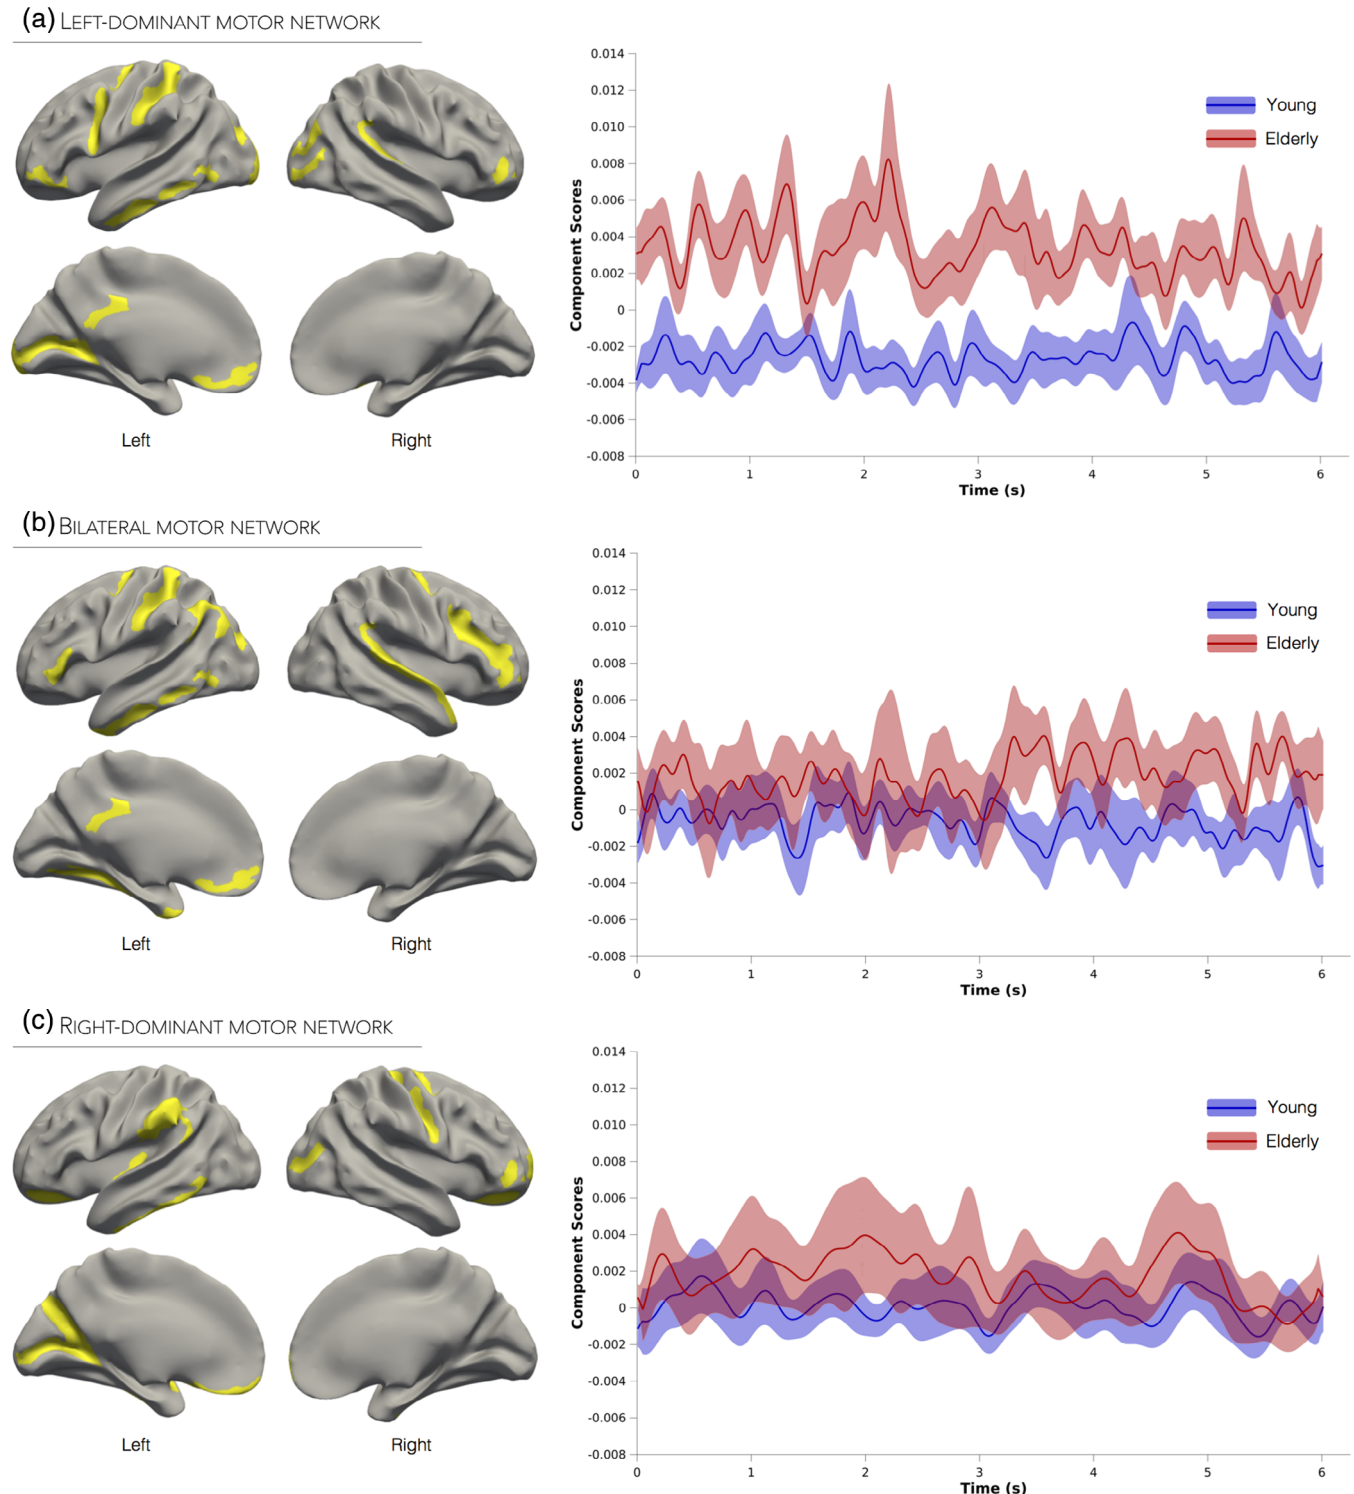 (a) LEFT-DOMINANT MOTOR NETWORK
Left
Right
0.014
0.012
0.010
0.008
0.006
0.004
0.002
0
-0.002
-0.004
-0.006
-0.008
Component Scores
Young
Elderly
0 1 2 3 4 5 6
Time (s)
(b) BILATERAL MOTOR NETWORK
Left
Right
0.014
0.012
0.010
0.008
0.006
0.004
0.002
0
-0.002
-0.004
-0.006
-0.008
Component Scores
Young
Elderly
0 1 2 3 4 5 6
Time (s)
(c) RIGHT-DOMINANT MOTOR NETWORK
Left
Right
0.014
0.012
0.010
0.008
0.006
0.004
0.002
0
-0.002
-0.004
-0.006
-0.008
Component Scores
Young
Elderly
0 1 2 3 4 5 6
Time (s)